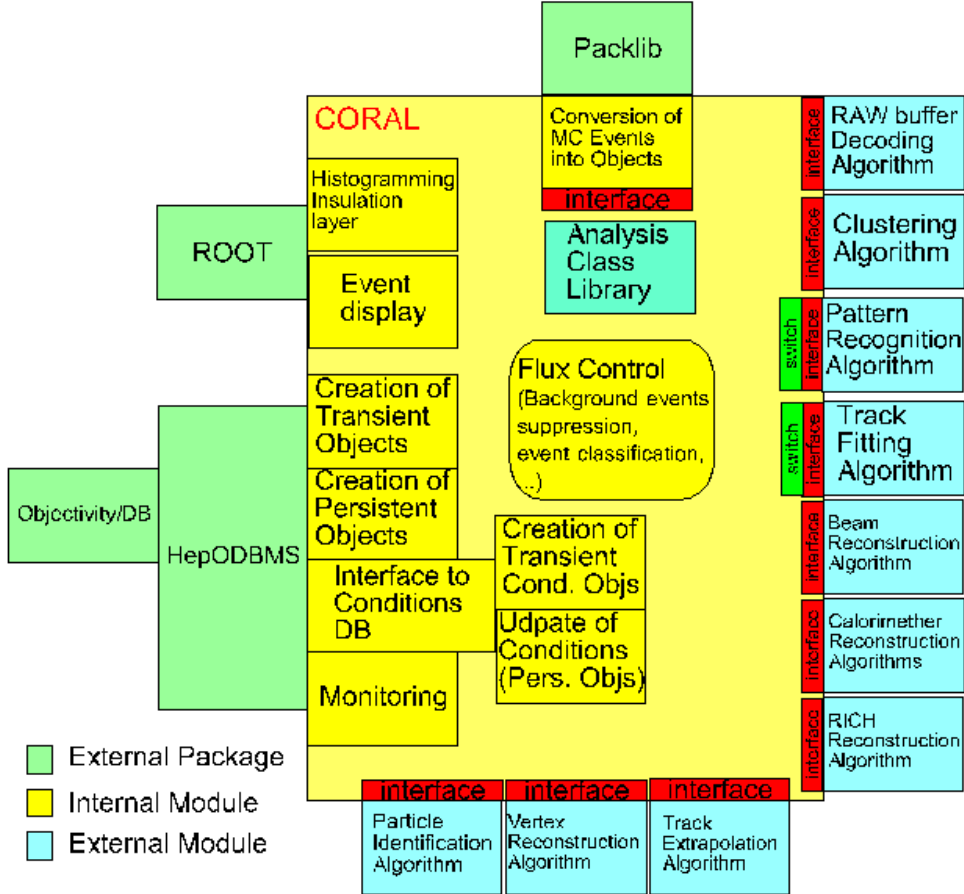 Packlib
CORAL
Conversion of
MC Events
into Objects
interface
Histogramming
Insulation
layer
ROOT
Event
display
Analysis
Class
Library
Flux Control
(Background events
suppression,
event classification,
...)
Creation of
Transient
Objects
Creation of
Persistent
Objects
Objectivity/DB
HepODBMS
Interface to
Conditions
DB
Creation of
Transient
Cond. Objs
Udpate of
Conditions
(Pers. Objs)
Monitoring
interface
RAW buffer
Decoding
Algorithm
interface
Clustering
Algorithm
switch
interface
Pattern
Recognition
Algorithm
switch
interface
Track
Fitting
Algorithm
interface
Beam
Reconstruction
Algorithm
interface
Calorimether
Reconstruction
Algorithms
interface
RICH
Reconstruction
Algorithm
External Package
Internal Module
External Module
interface
Particle
Identification
Algorithm
interface
Vertex
Reconstruction
Algorithm
interface
Track
Extrapolation
Algorithm